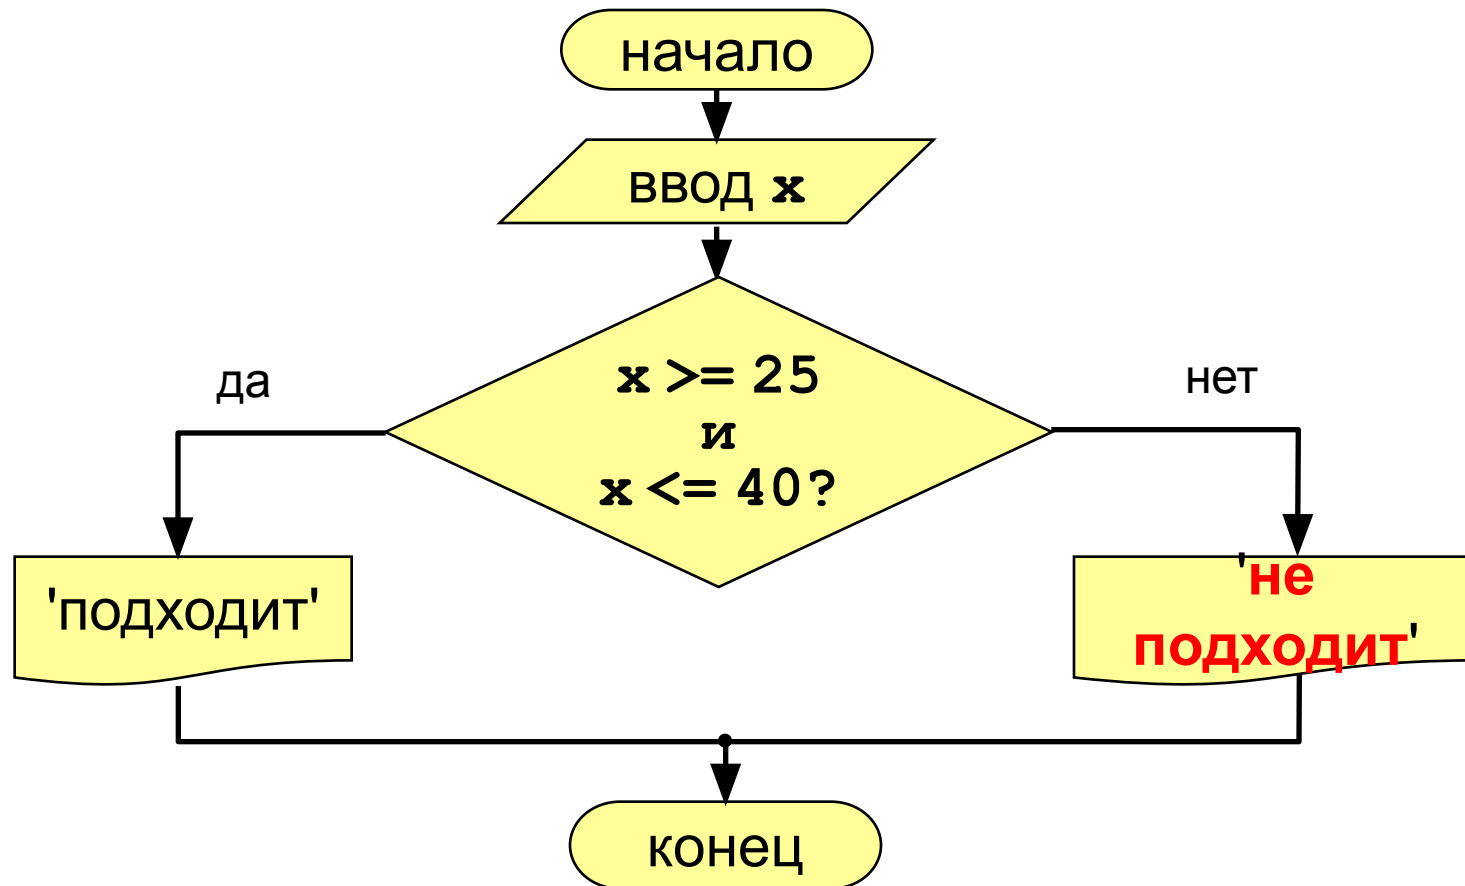 начало
ввод x
x >= 25
и
x <= 40?
да
нет
'подходит'
'не
подходит'
конец